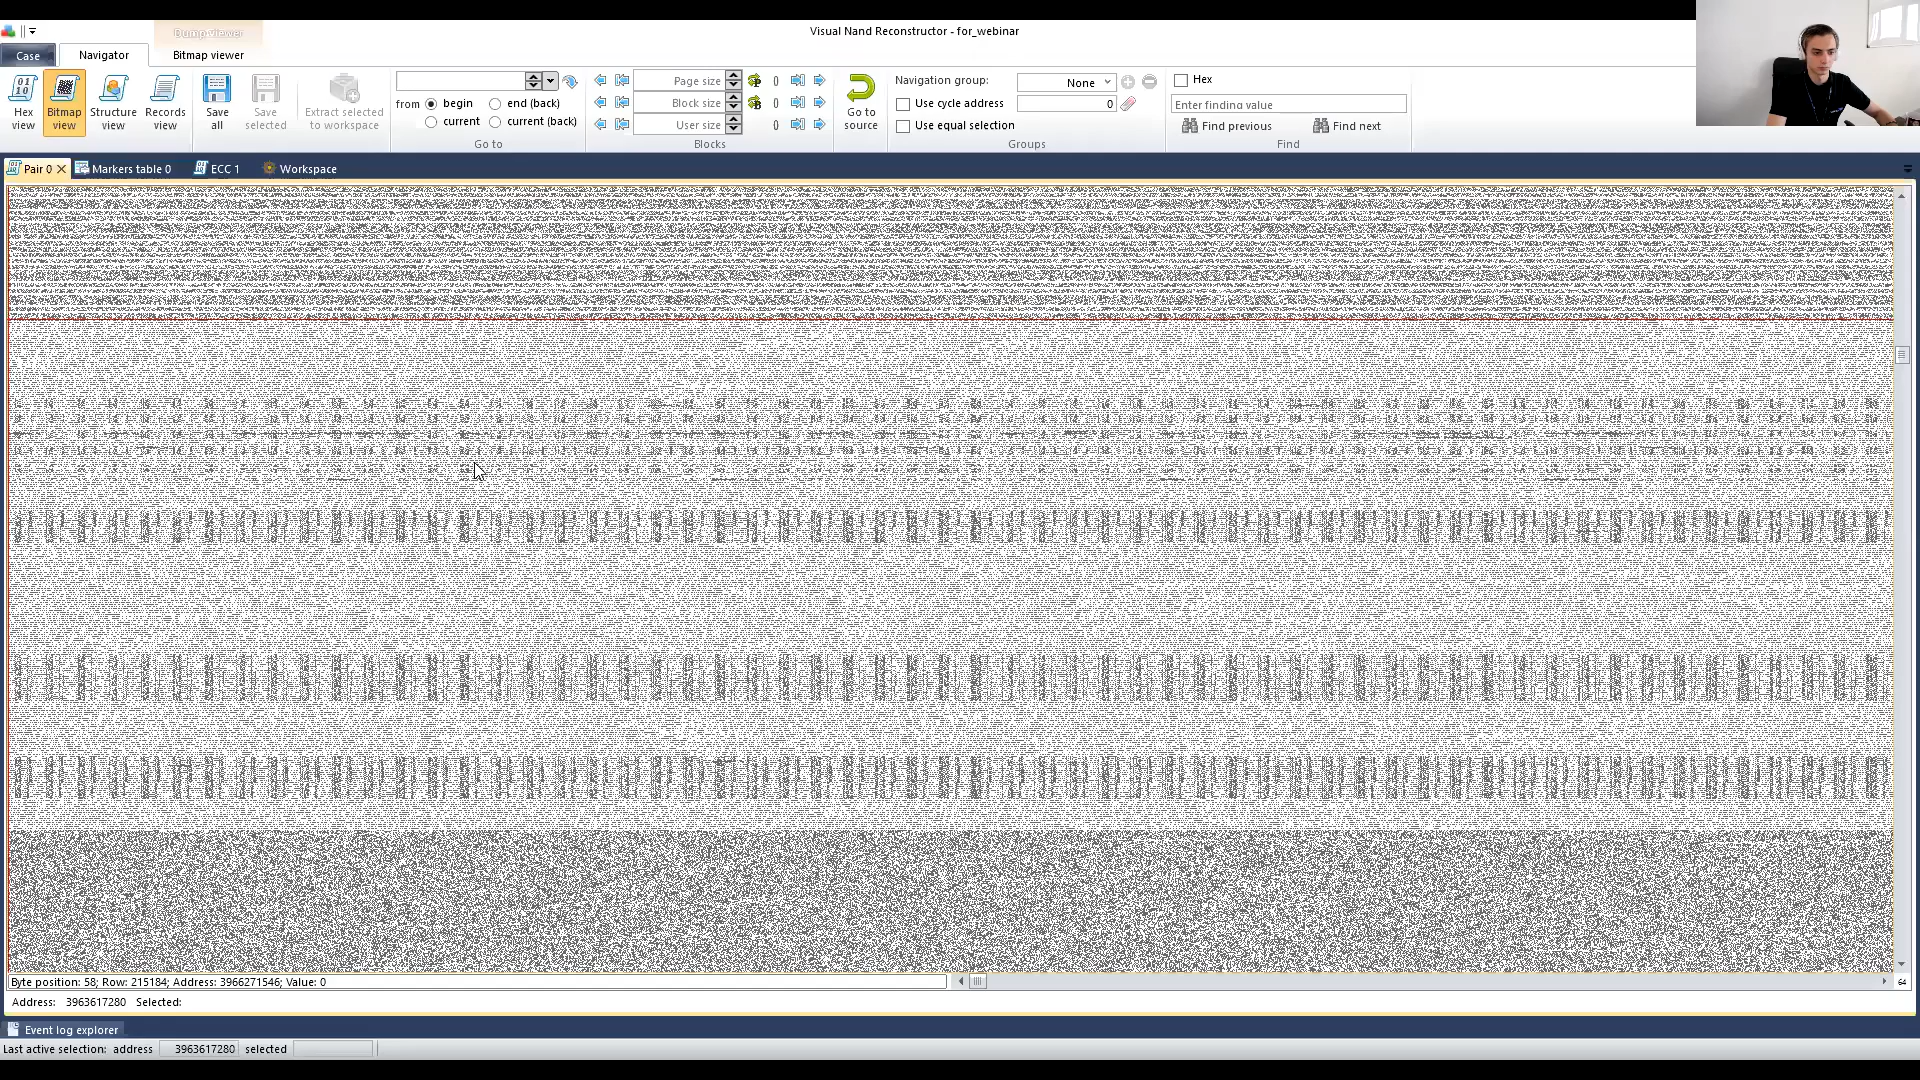 Dump viewer
Visual Nand Reconstructor - for_webinar
Case
Navigator
Bitmap viewer
Hex view
Bitmap view
Structure view
Records view
Save all
Save selected
Extract selected to workspace
from
begin
end (back)
current
current (back)
Go to
Page size
Block size
User size
Blocks
Go to source
Navigation group:
None
Use cycle address
0
Use equal selection
Groups
Hex
Enter finding value
Find previous
Find next
Find
Pair 0
Markers table 0
ECC 1
Workspace
Byte position: 58; Row: 215184; Address: 3966271546; Value: 0
64
Address: 3963617280 Selected:
Event log explorer
Last active selection: address 3963617280 selected